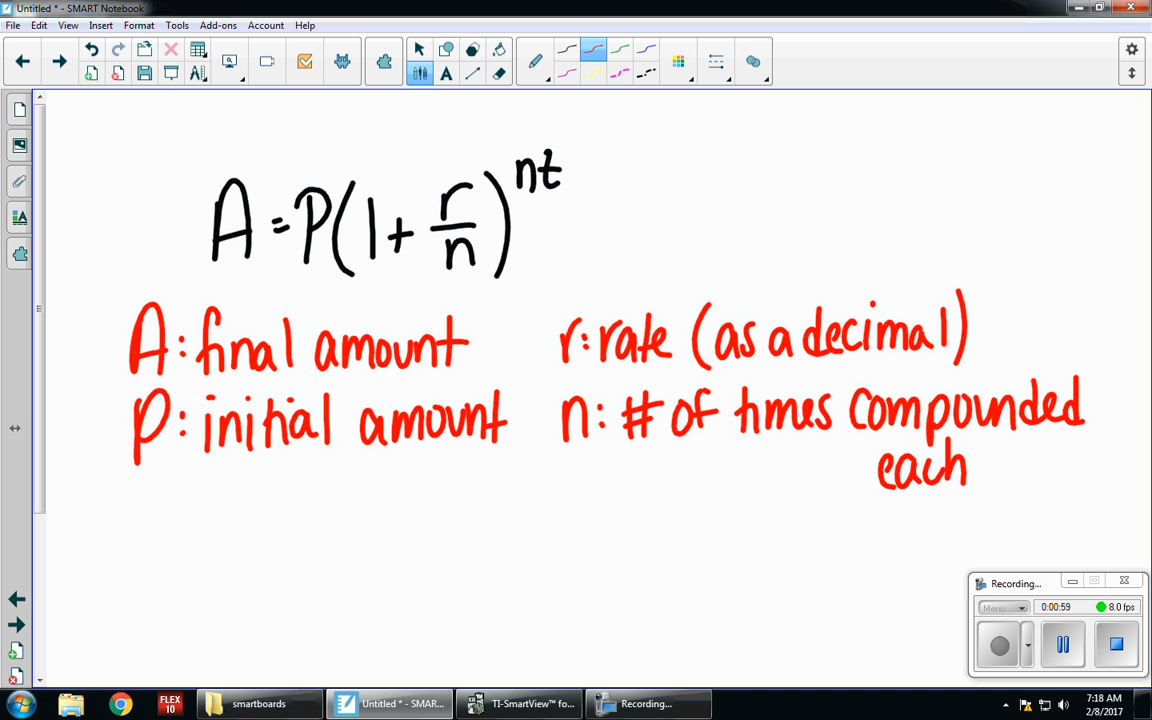 Untitled * - SMART Notebook
File Edit View Insert Format Tools Add-ons Account Help
A = P(1 + r/n)^nt
A: final amount
r: rate (as a decimal)
P: initial amount
n: # of times compounded
each
Recording...
Menu
0:00:59
8.0 fps
FLEX
10
smartboards
Untitled * - SMAR...
TI-SmartView™ fo...
Recording...
7:18 AM
2/8/2017